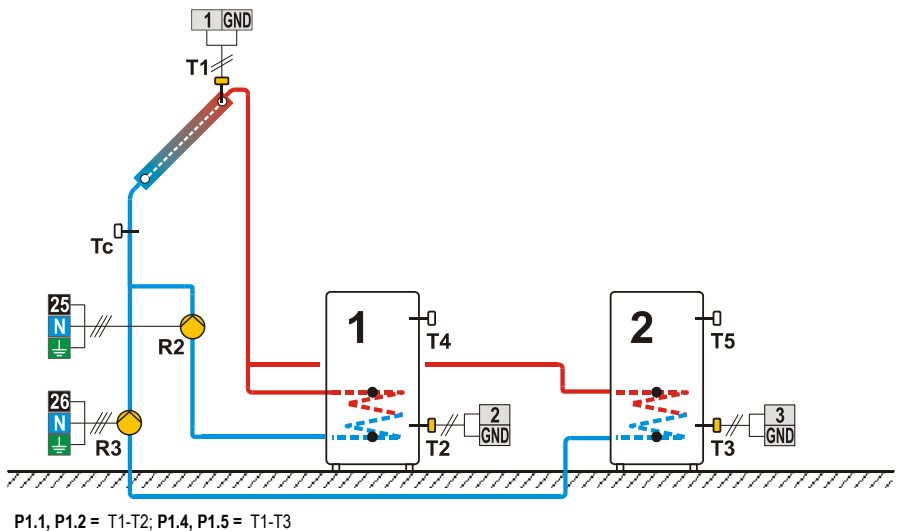 1 GND
T1
Tc
25
N
R2
26
N
R3
1
T4
2
GND
T2
2
T5
3
GND
T3
P1.1, P1.2 = T1-T2; P1.4, P1.5 = T1-T3